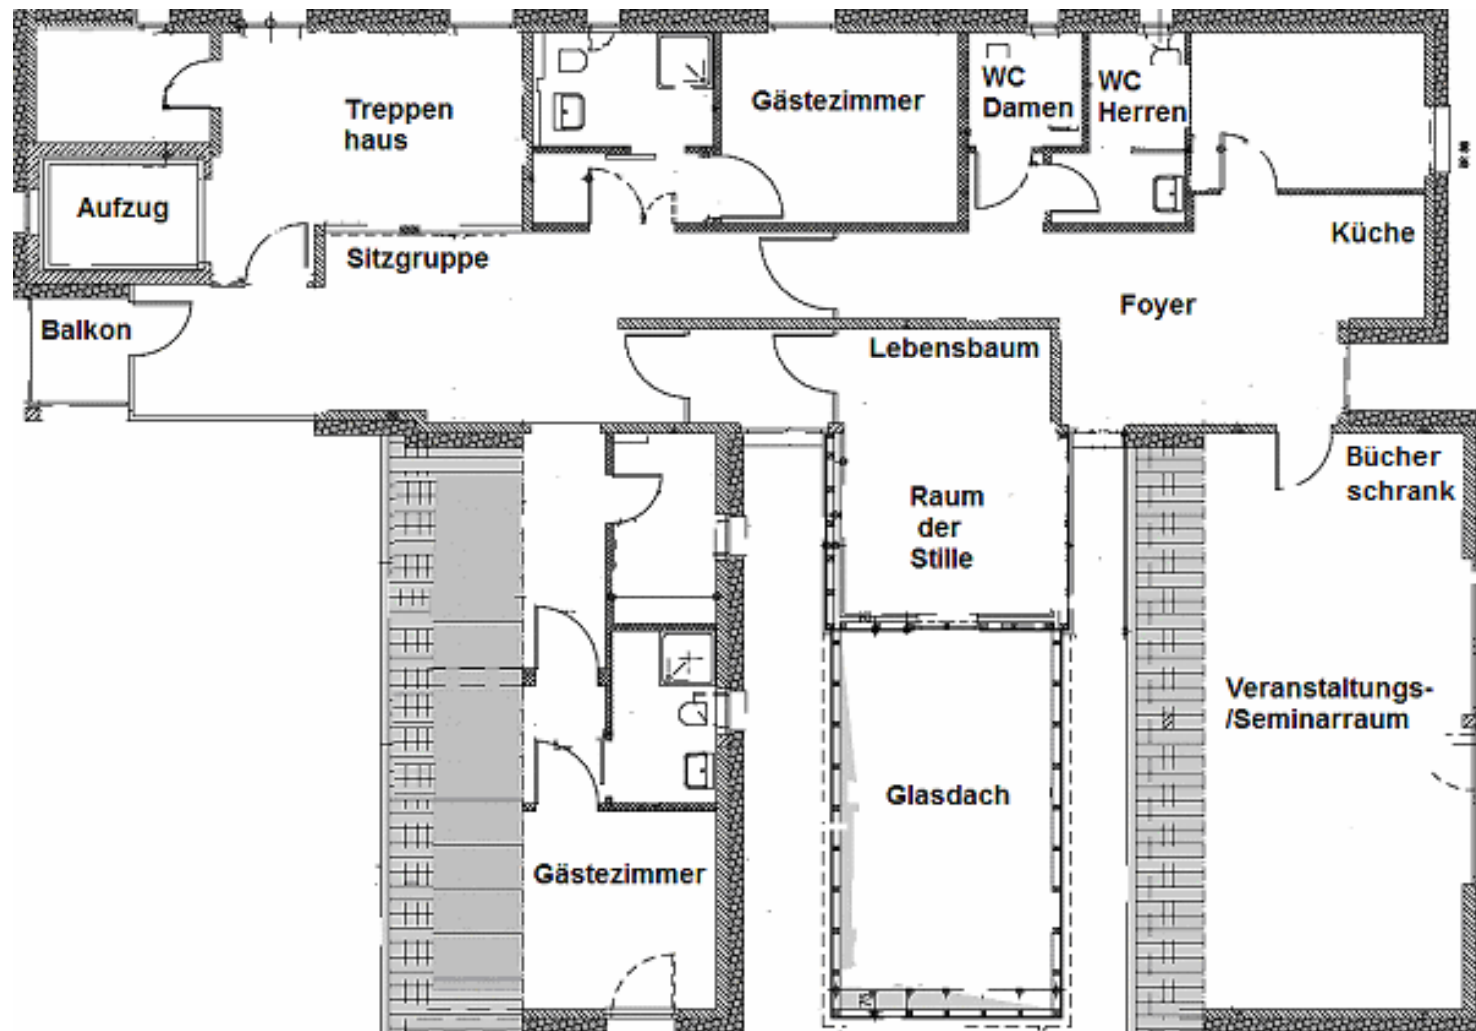 Treppen
haus
Gästezimmer
WC
Damen
WC
Herren
Aufzug
Küche
Sitzgruppe
Foyer
Balkon
Lebensbaum
Bücher
schrank
Raum
der
Stille
Veranstaltungs-
/Seminarraum
Glasdach
Gästezimmer